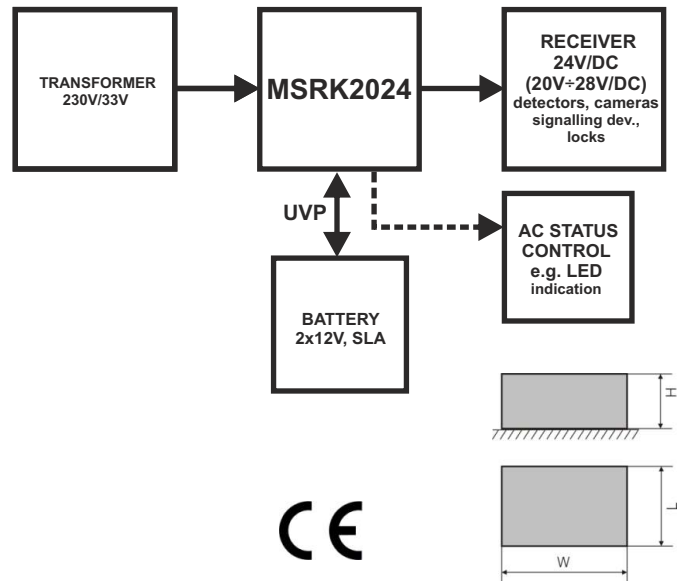 TRANSFORMER
230V/33V
MSRK2024
RECEIVER
24V/DC
(20V÷28V/DC)
detectors, cameras
signalling dev.,
locks
UVP
AC STATUS
CONTROL
e.g. LED
indication
BATTERY
2x12V, SLA
H
L
W
CE